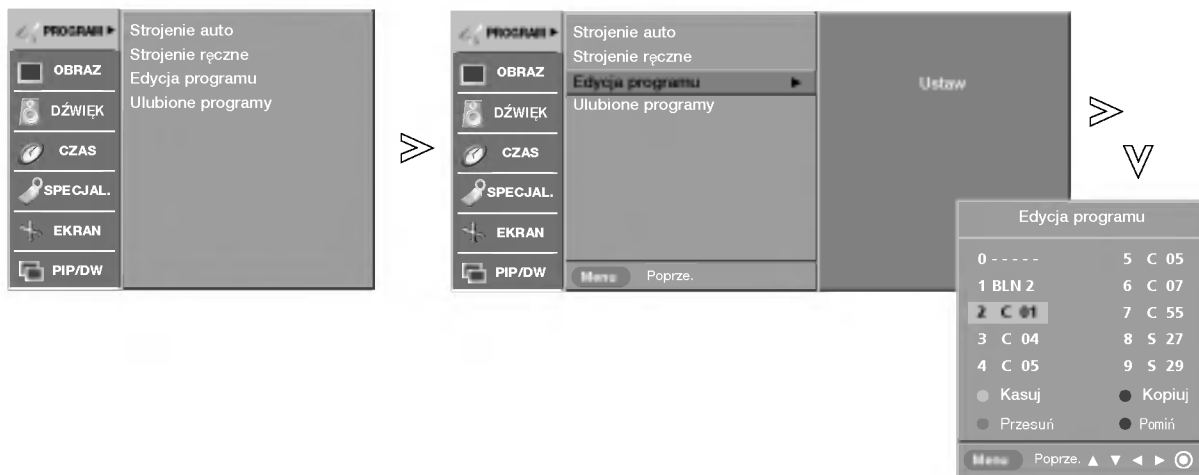 PROGRAM
Strojenie auto
Strojenie ręczne
Edycja programu
Ulubione programy
OBRAZ
DŹWIĘK
CZAS
SPECJAL.
EKRAN
PIP/DW
PROGRAM
Strojenie auto
Strojenie ręczne
Edycja programu
Ulubione programy
OBRAZ
DŹWIĘK
CZAS
SPECJAL.
EKRAN
PIP/DW
Menu Poprze.
Ustaw
Edycja programu
0 - - - - - 5 C 05
1 BLN 2 6 C 07
2 C 01 7 C 55
3 C 04 8 S 27
4 C 05 9 S 29
Kasuj Kopiuj
Przesuń Pomiń
Menu Poprze.